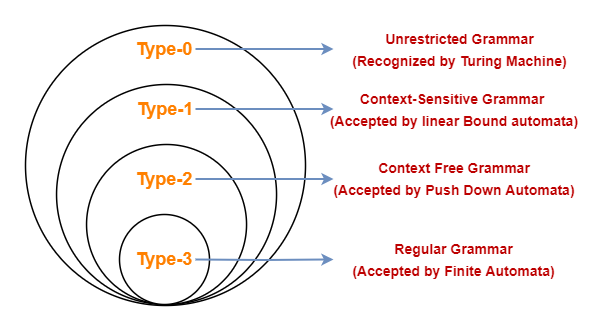 Type-0
Unrestricted Grammar
(Recognized by Turing Machine)
Type-1
Context-Sensitive Grammar
(Accepted by linear Bound automata)
Type-2
Context Free Grammar
(Accepted by Push Down Automata)
Type-3
Regular Grammar
(Accepted by Finite Automata)